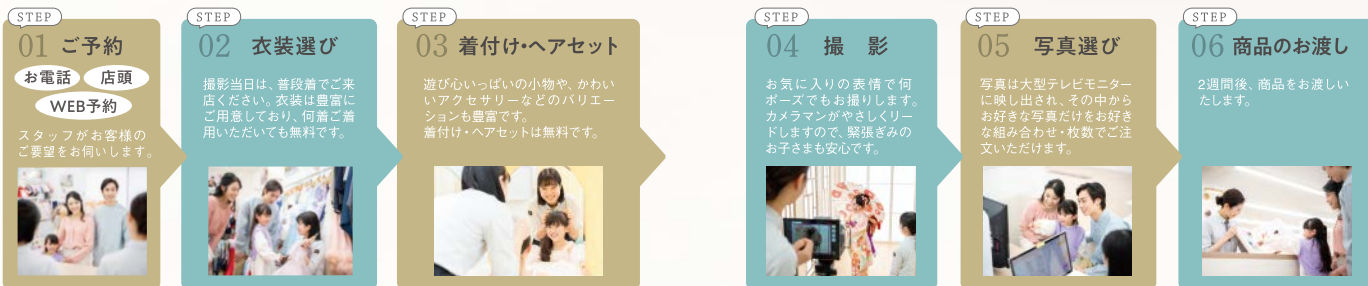 STEP
01 ご予約
お電話 店頭
WEB予約
スタッフがお客様の
ご要望をお伺いします。
STEP
02 衣装選び
撮影当日は、普段着でご来
店ください。衣装は豊富に
ご用意しており、何着ご着
用いただいても無料です。
STEP
03 着付け・ヘアセット
遊び心いっぱいの小物や、かわい
いアクセサリーなどのバリエー
ションも豊富です。
着付け・ヘアセットは無料です。
STEP
04 撮 影
お気に入りの表情で何
ポーズでもお撮りします。
カメラマンがやさしくリー
ドしますので、緊張ぎみの
お子さまも安心です。
STEP
05 写真選び
写真は大型テレビモニター
に映し出され、その中から
お好きな写真だけをお好き
な組み合わせ・枚数でご注
文いただけます。
STEP
06 商品のお渡し
2週間後、商品をお渡しい
たします。